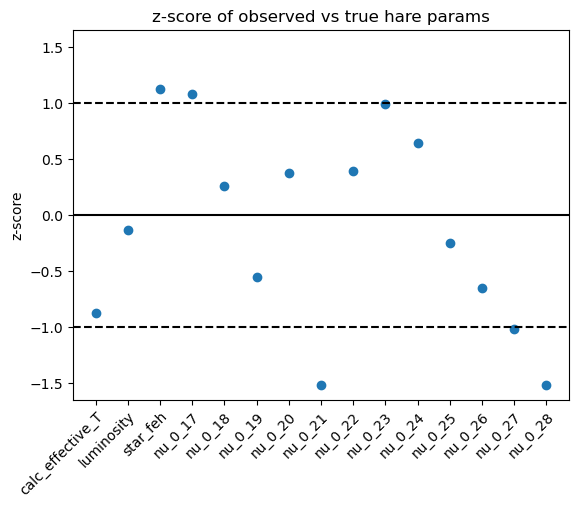 z-score of observed vs true hare params
1.5
1.0
0.5
0.0
−0.5
−1.0
−1.5
z-score
calc_effective_T
luminosity
star_feh
nu_0_17
nu_0_18
nu_0_19
nu_0_20
nu_0_21
nu_0_22
nu_0_23
nu_0_24
nu_0_25
nu_0_26
nu_0_27
nu_0_28